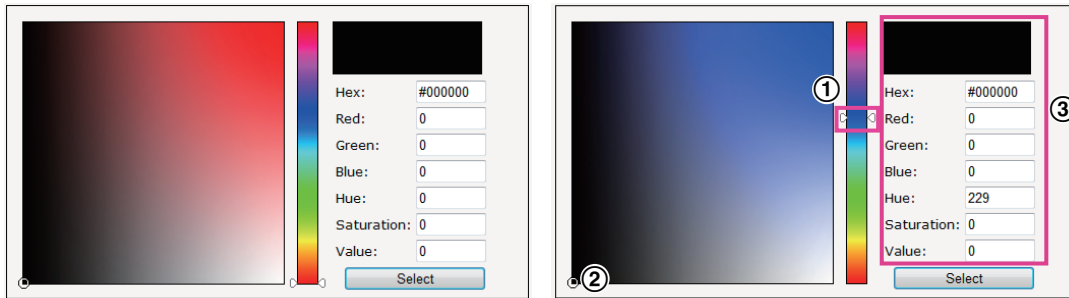 Hex: #000000
Red: 0
Green: 0
Blue: 0
Hue: 0
Saturation: 0
Value: 0
Select
①
Hex: #000000
③
Red: 0
Green: 0
Blue: 0
Hue: 229
Saturation: 0
Value: 0
②
Select